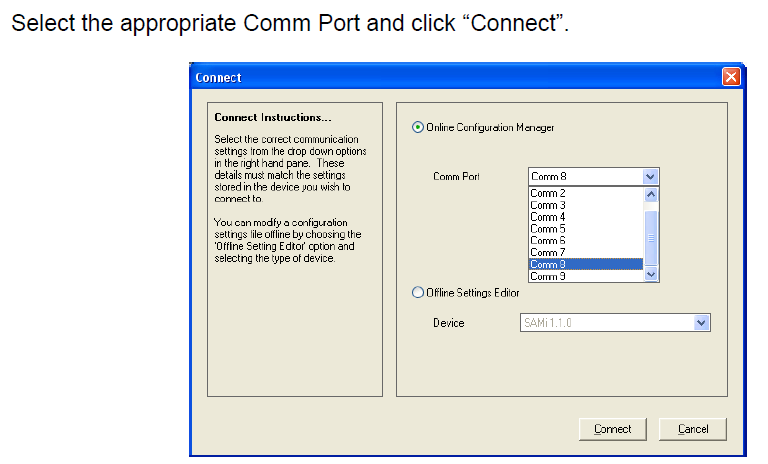 Select the appropriate Comm Port and click “Connect”.
Connect
Connect Instructions...
Select the correct communication
settings from the drop down options
in the right hand pane. These
details must match the settings
stored in the device you wish to
connect to.
You can modify a configuration
settings file offline by choosing the
'Offline Setting Editor' option and
selecting the type of device.
Online Configuration Manager
Comm Port
Comm 8
Comm 2
Comm 3
Comm 4
Comm 5
Comm 6
Comm 7
Comm 8
Comm 9
Offline Settings Editor
Device
SAMi 1.1.0
Connect
Cancel